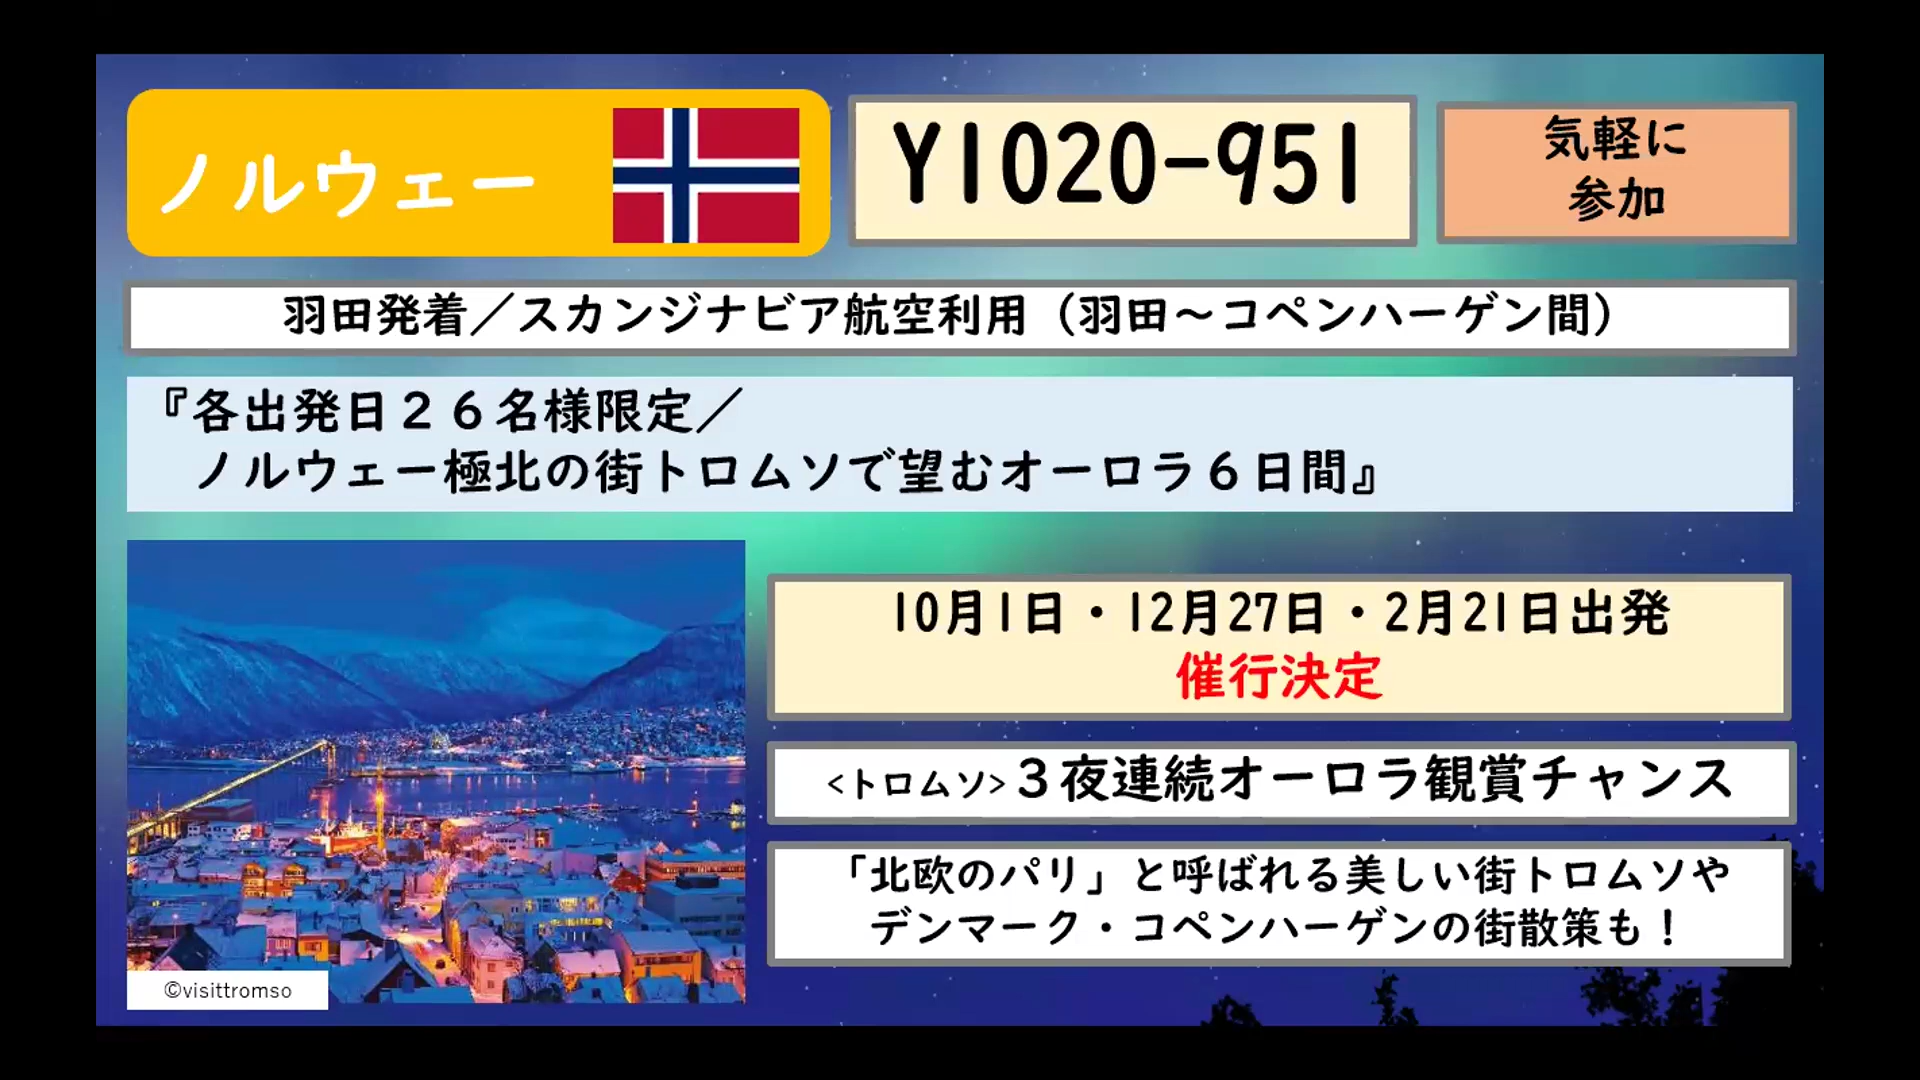 ノルウェー
Y1020-951
気軽に
参加
羽田発着／スカンジナビア航空利用（羽田～コペンハーゲン間）
『各出発日２６名様限定／
ノルウェー極北の街トロムソで望むオーロラ６日間』
10月1日・12月27日・2月21日出発
催行決定
<トロムソ>３夜連続オーロラ観賞チャンス
「北欧のパリ」と呼ばれる美しい街トロムソや
デンマーク・コペンハーゲンの街散策も！
©visittromso